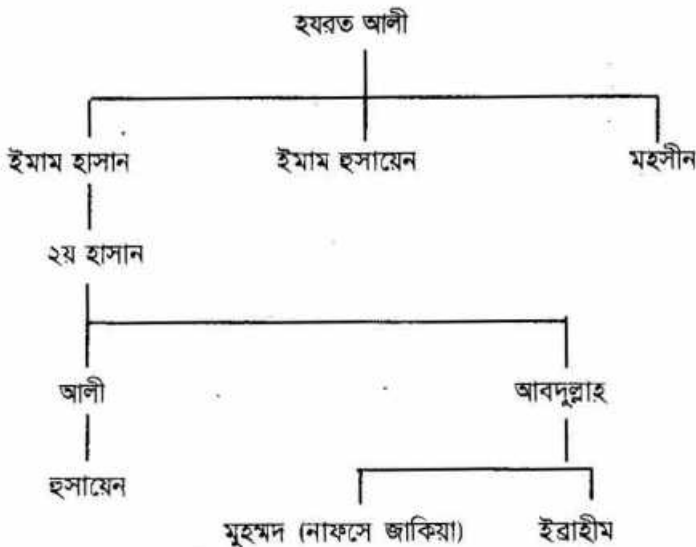 হযরত আলী
ইমাম হাসান ইমাম হুসায়েন মহসীন
২য় হাসান
আলী আবদুল্লাহ
হুসায়েন
মুহম্মদ (নাফসে জাকিয়া) ইব্রাহীম